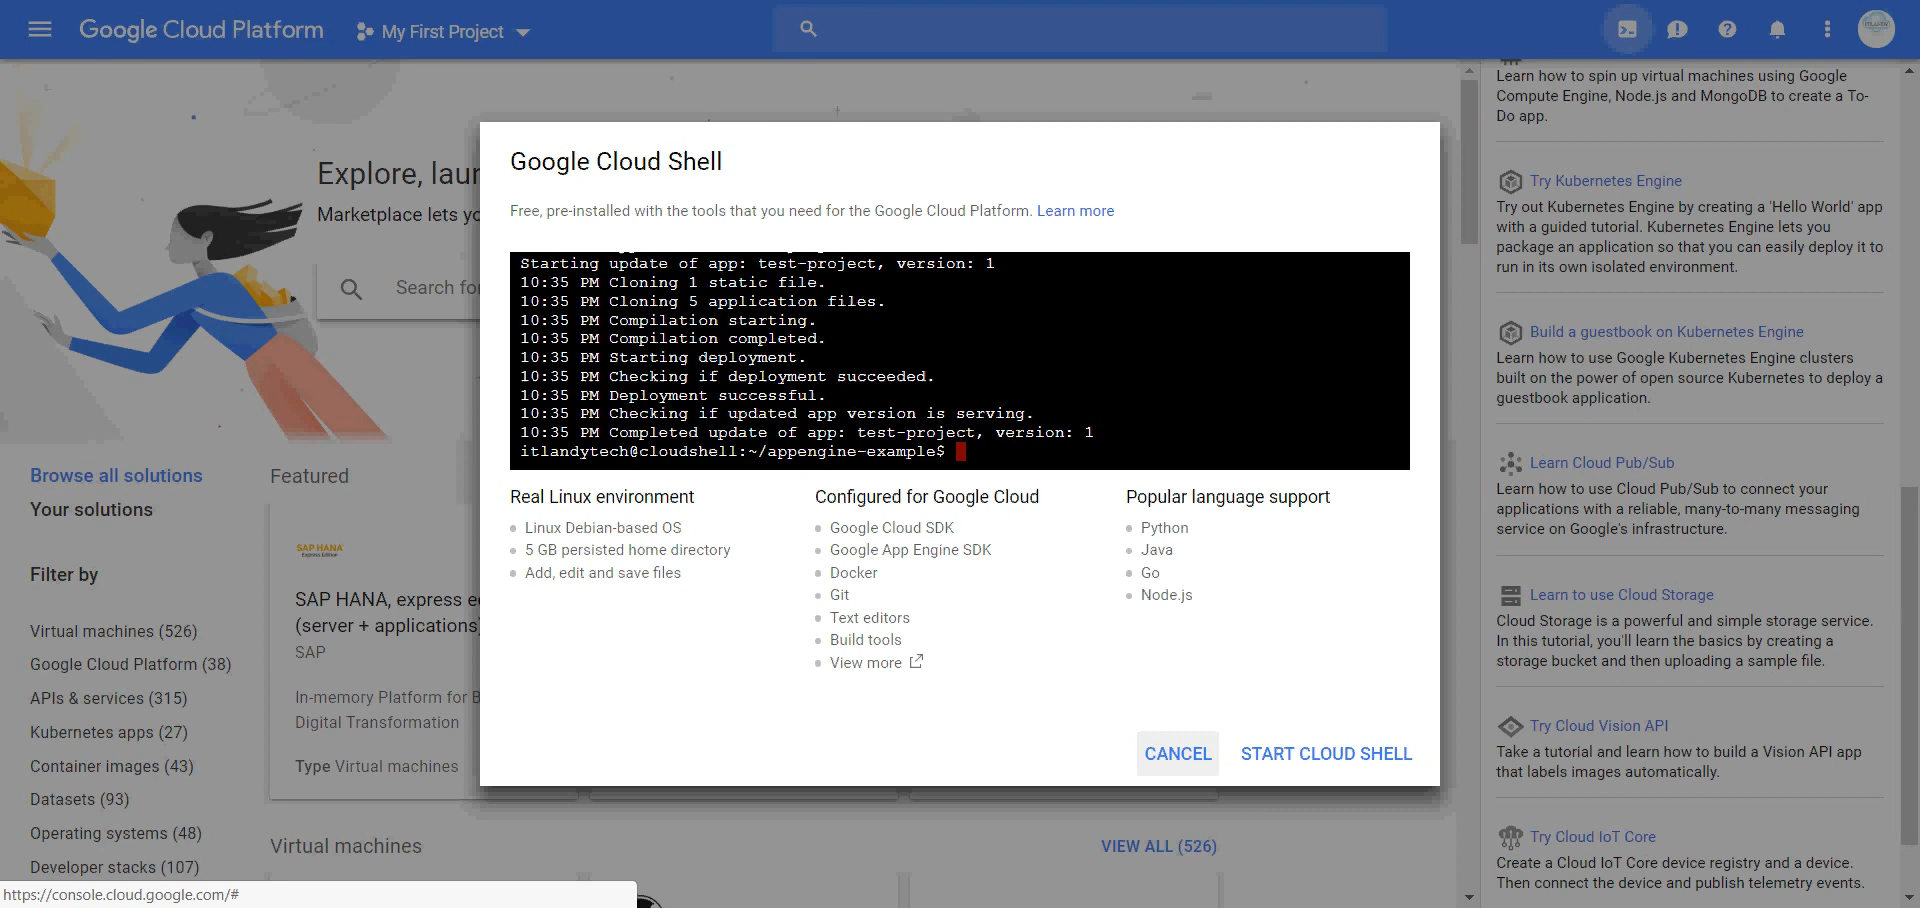 Google Cloud Platform
My First Project
Explore, laun
Marketplace lets yo
Search fo
Browse all solutions
Your solutions
Filter by
Virtual machines (526)
Google Cloud Platform (38)
APIs & services (315)
Kubernetes apps (27)
Container images (43)
Datasets (93)
Operating systems (48)
Developer stacks (107)
Featured
SAP HANA
Express Edition
SAP HANA, express e
(server + applications)
SAP
In-memory Platform for B
Digital Transformation
Type Virtual machines
Virtual machines
VIEW ALL (526)
Google Cloud Shell
Free, pre-installed with the tools that you need for the Google Cloud Platform. Learn more
Starting update of app: test-project, version: 1
10:35 PM Cloning 1 static file.
10:35 PM Cloning 5 application files.
10:35 PM Compilation starting.
10:35 PM Compilation completed.
10:35 PM Starting deployment.
10:35 PM Checking if deployment succeeded.
10:35 PM Deployment successful.
10:35 PM Checking if updated app version is serving.
10:35 PM Completed update of app: test-project, version: 1
itlandytech@cloudshell:~/appengine-example$
Real Linux environment
Linux Debian-based OS
5 GB persisted home directory
Add, edit and save files
Configured for Google Cloud
Google Cloud SDK
Google App Engine SDK
Docker
Git
Text editors
Build tools
View more
Popular language support
Python
Java
Go
Node.js
CANCEL
START CLOUD SHELL
Learn how to spin up virtual machines using Google
Compute Engine, Node.js and MongoDB to create a To-
Do app.
Try Kubernetes Engine
Try out Kubernetes Engine by creating a 'Hello World' app
with a guided tutorial. Kubernetes Engine lets you
package an application so that you can easily deploy it to
run in its own isolated environment.
Build a guestbook on Kubernetes Engine
Learn how to use Google Kubernetes Engine clusters
built on the power of open source Kubernetes to deploy a
guestbook application.
Learn Cloud Pub/Sub
Learn how to use Cloud Pub/Sub to connect your
applications with a reliable, many-to-many messaging
service on Google's infrastructure.
Learn to use Cloud Storage
Cloud Storage is a powerful and simple storage service.
In this tutorial, you'll learn the basics by creating a
storage bucket and then uploading a sample file.
Try Cloud Vision API
Take a tutorial and learn how to build a Vision API app
that labels images automatically.
Try Cloud IoT Core
Create a Cloud IoT Core device registry and a device.
Then connect the device and publish telemetry events.
https://console.cloud.google.com/#